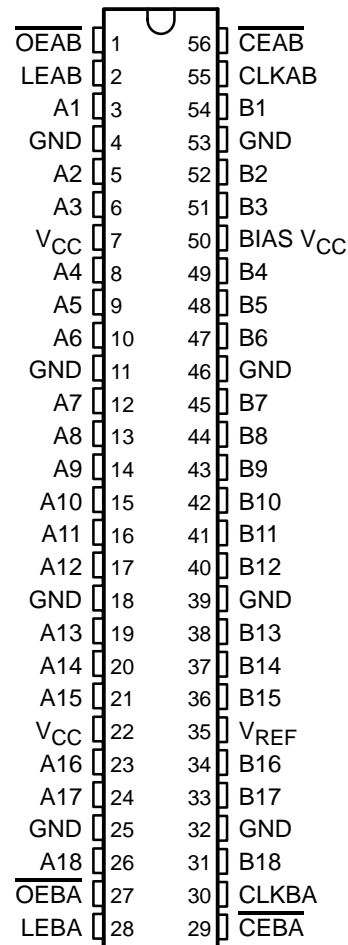 OEAB 1 56 CEAB
LEAB 2 55 CLKAB
A1 3 54 B1
GND 4 53 GND
A2 5 52 B2
A3 6 51 B3
VCC 7 50 BIAS VCC
A4 8 49 B4
A5 9 48 B5
A6 10 47 B6
GND 11 46 GND
A7 12 45 B7
A8 13 44 B8
A9 14 43 B9
A10 15 42 B10
A11 16 41 B11
A12 17 40 B12
GND 18 39 GND
A13 19 38 B13
A14 20 37 B14
A15 21 36 B15
VCC 22 35 VREF
A16 23 34 B16
A17 24 33 B17
GND 25 32 GND
A18 26 31 B18
OEBA 27 30 CLKBA
LEBA 28 29 CEBA